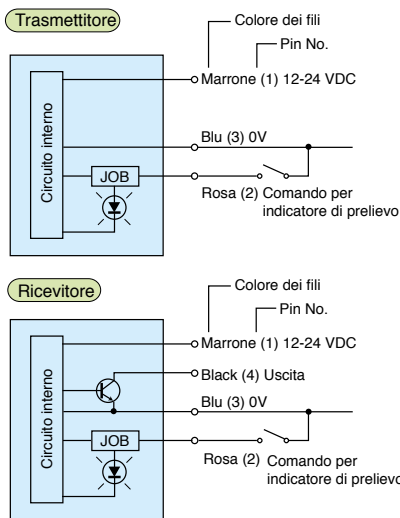 Trasmettitore
Colore dei fili
Pin No.
Marrone (1) 12-24 VDC
Blu (3) 0V
Circuito interno
JOB
Rosa (2) Comando per
indicatore di prelievo
Ricevitore
Colore dei fili
Pin No.
Marrone (1) 12-24 VDC
Black (4) Uscita
Blu (3) 0V
Circuito interno
JOB
Rosa (2) Comando per
indicatore di prelievo